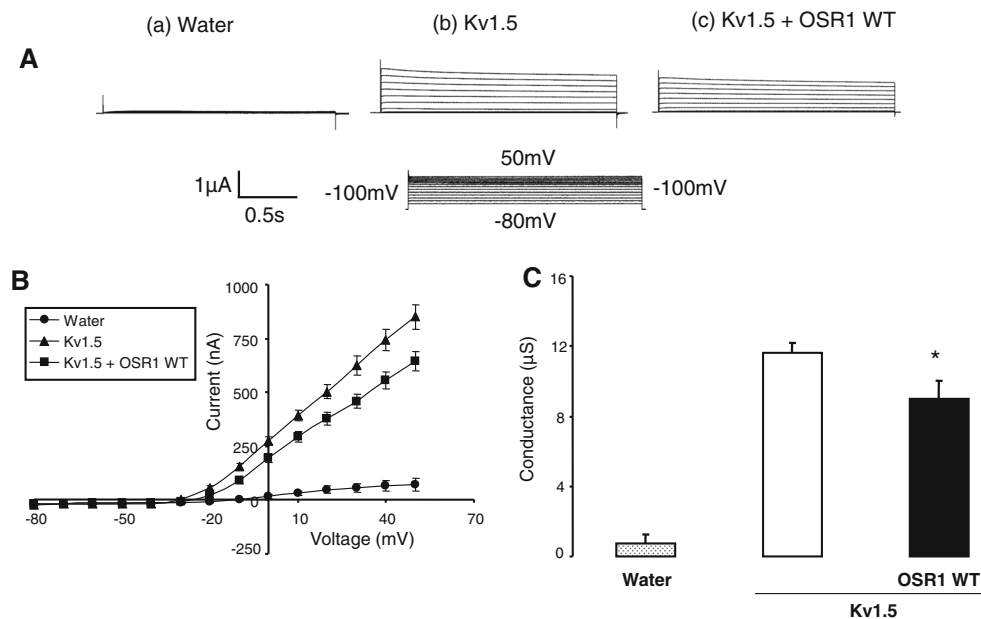 (a) Water
(b) Kv1.5
(c) Kv1.5 + OSR1 WT
A
1µA
0.5s
-100mV
50mV
-80mV
-100mV
B
Water
Kv1.5
Kv1.5 + OSR1 WT
Current (nA)
1000
750
500
250
0
-250
-80
-50
-20
10
40
70
Voltage (mV)
C
Conductance (µS)
16
12
8
4
0
*
Water
OSR1 WT
Kv1.5